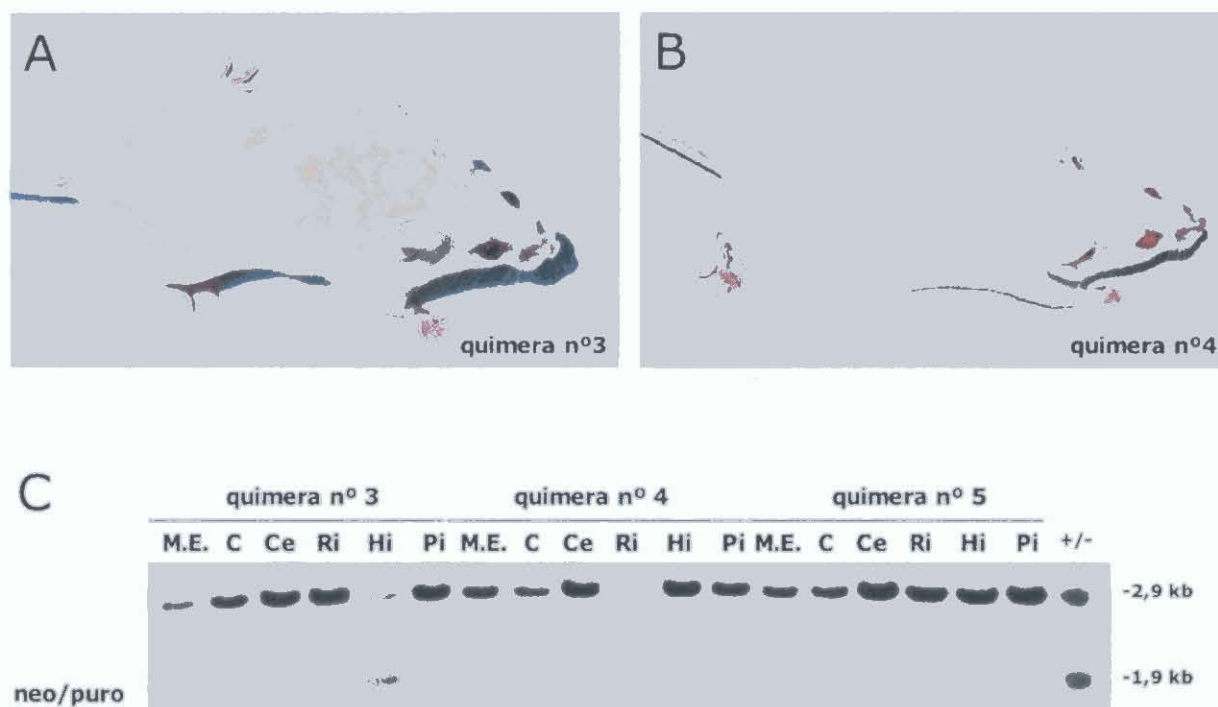 A
B
quimera nº3
quimera nº4
C
quimera nº 3 quimera nº 4 quimera nº 5
M.E. C Ce Ri Hi Pi M.E. C Ce Ri Hi Pi M.E. C Ce Ri Hi Pi +/-
-2,9 kb
-1,9 kb
neo/puro